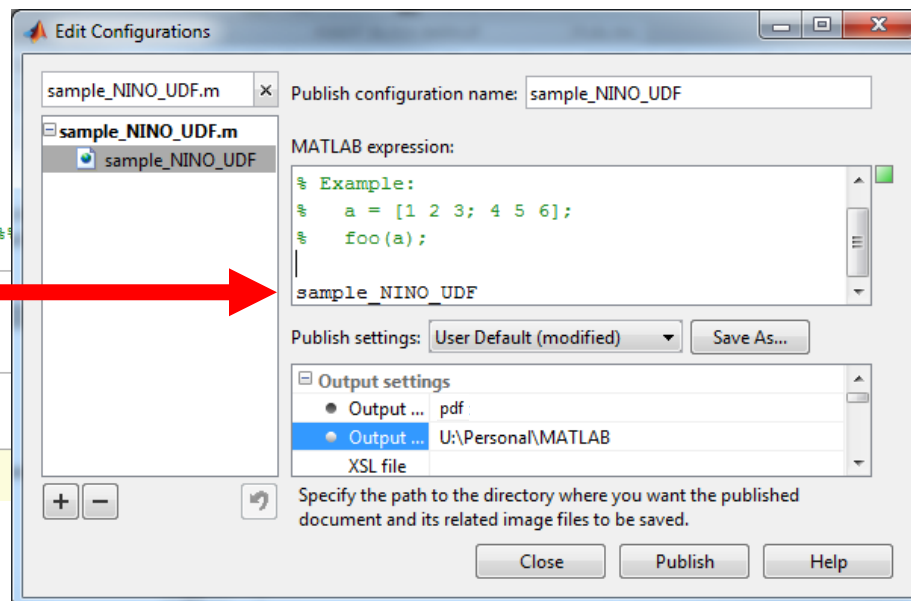 Edit Configurations
sample_NINO_UDF.m
Publish configuration name: sample_NINO_UDF
sample_NINO_UDF.m
sample_NINO_UDF
MATLAB expression:
% Example:
%   a = [1 2 3; 4 5 6];
%   foo(a);
sample_NINO_UDF
Publish settings: User Default (modified) Save As...
Output settings
Output ... pdf
Output ... U:\Personal\MATLAB
XSL file
Specify the path to the directory where you want the published
document and its related image files to be saved.
Close Publish Help